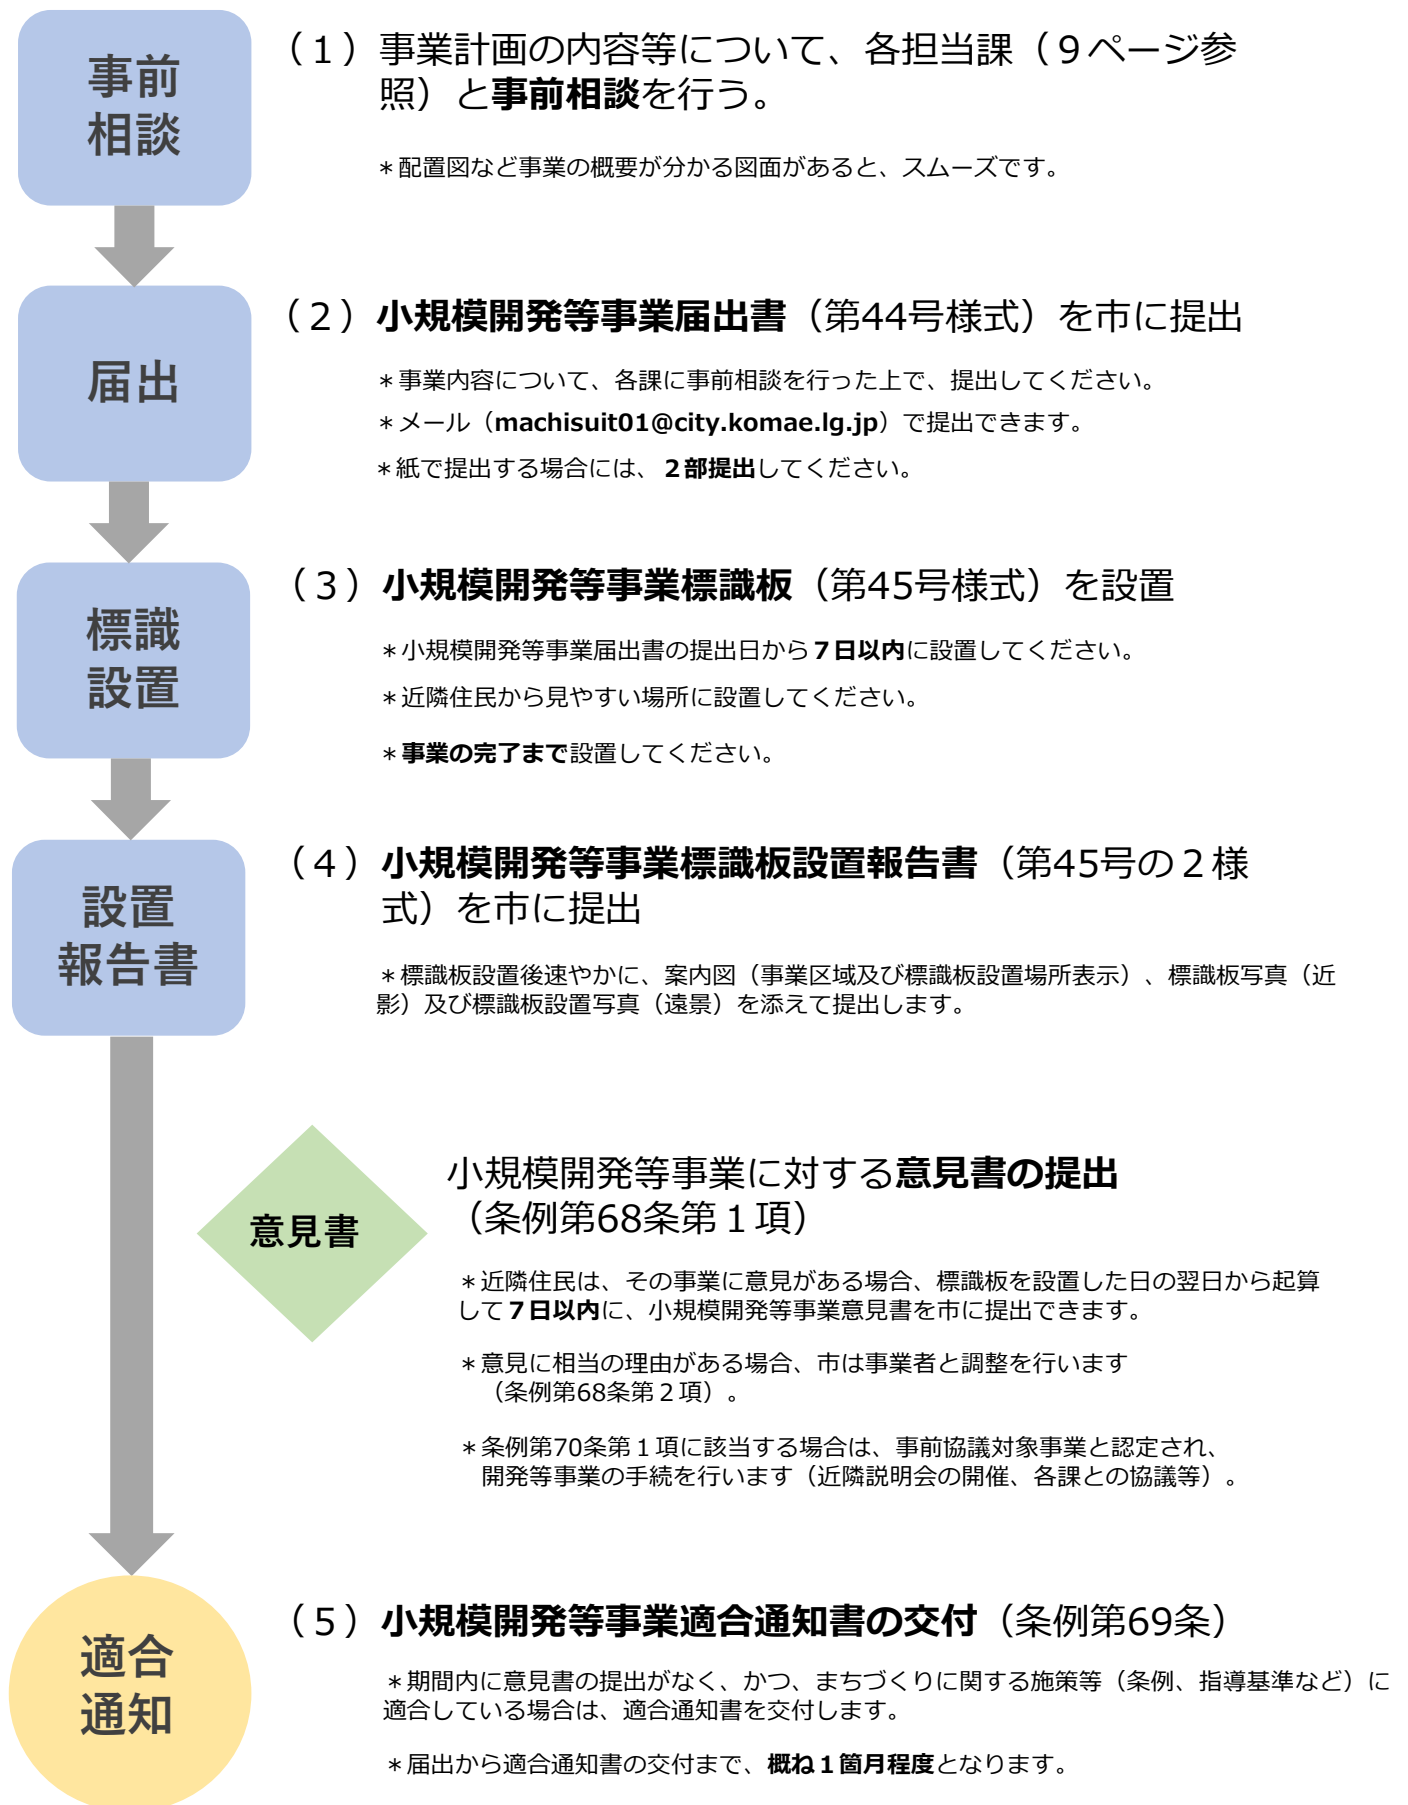 事前
相談
（１）事業計画の内容等について、各担当課（９ページ参
照）と事前相談を行う。
＊配置図など事業の概要が分かる図面があると、スムーズです。
届出
（２）小規模開発等事業届出書（第44号様式）を市に提出
＊事業内容について、各課に事前相談を行った上で、提出してください。
＊メール（machisuit01@city.komae.lg.jp）で提出できます。
＊紙で提出する場合には、２部提出してください。
標識
設置
（３）小規模開発等事業標識板（第45号様式）を設置
＊小規模開発等事業届出書の提出日から７日以内に設置してください。
＊近隣住民から見やすい場所に設置してください。
＊事業の完了まで設置してください。
設置
報告書
（４）小規模開発等事業標識板設置報告書（第45号の２様
式）を市に提出
＊標識板設置後速やかに、案内図（事業区域及び標識板設置場所表示）、標識板写真（近
影）及び標識板設置写真（遠景）を添えて提出します。
意見書
小規模開発等事業に対する意見書の提出
（条例第68条第１項）
＊近隣住民は、その事業に意見がある場合、標識板を設置した日の翌日から起算
して７日以内に、小規模開発等事業意見書を市に提出できます。
＊意見に相当の理由がある場合、市は事業者と調整を行います
（条例第68条第２項）。
＊条例第70条第１項に該当する場合は、事前協議対象事業と認定され、
開発等事業の手続を行います（近隣説明会の開催、各課との協議等）。
適合
通知
（５）小規模開発等事業適合通知書の交付（条例第69条）
＊期間内に意見書の提出がなく、かつ、まちづくりに関する施策等（条例、指導基準など）に
適合している場合は、適合通知書を交付します。
＊届出から適合通知書の交付まで、概ね１箇月程度となります。